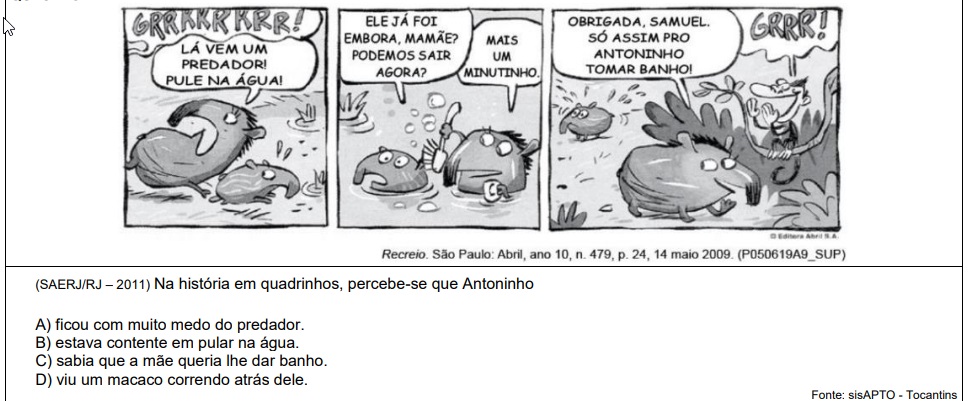 GRRKKRKRR!
LÁ VEM UM
PREDADOR!
PULE NA ÁGUA!
ELE JÁ FOI
EMBORA, MAMÃE?
PODEMOS SAIR
AGORA?
MAIS
UM
MINUTINHO.
OBRIGADA, SAMUEL.
SÓ ASSIM PRO
ANTONINHO
TOMAR BANHO!
GRRR!
© Editora Abril S.A.
Recreio. São Paulo: Abril, ano 10, n. 479, p. 24, 14 maio 2009. (P050619A9_SUP)
(SAERJ/RJ – 2011) Na história em quadrinhos, percebe-se que Antoninho
A) ficou com muito medo do predador.
B) estava contente em pular na água.
C) sabia que a mãe queria lhe dar banho.
D) viu um macaco correndo atrás dele.
Fonte: sisAPTO - Tocantins